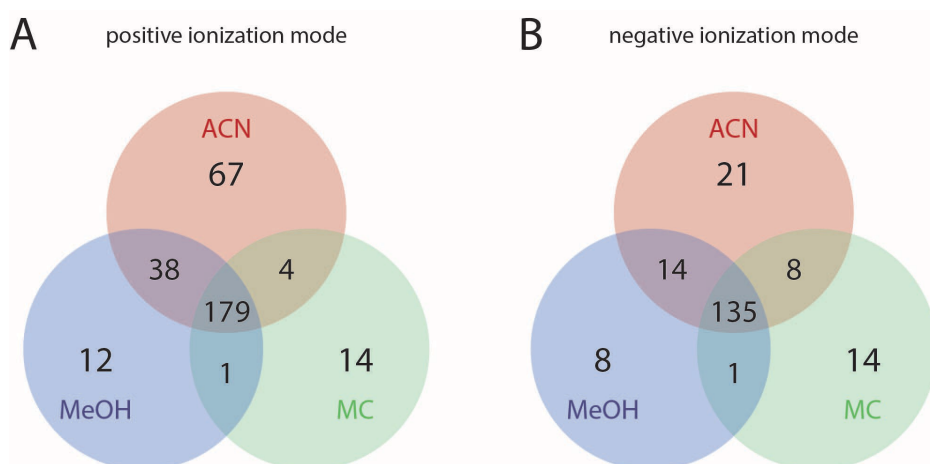 A positive ionization mode
ACN
67
38 4
179
12 1 14
MeOH MC
B negative ionization mode
ACN
21
14 8
135
8 1 14
MeOH MC